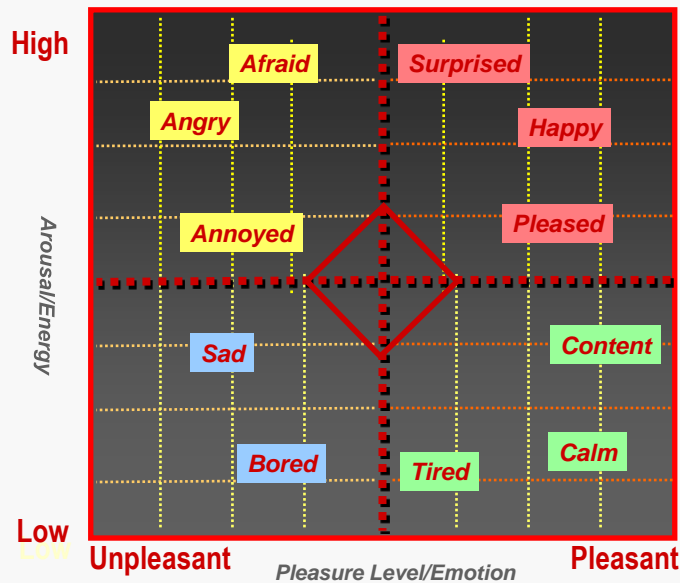 High
Afraid
Surprised
Angry
Happy
Annoyed
Pleased
Arousal/Energy
Sad
Content
Bored
Tired
Calm
Low
Low
Unpleasant
Pleasure Level/Emotion
Pleasant